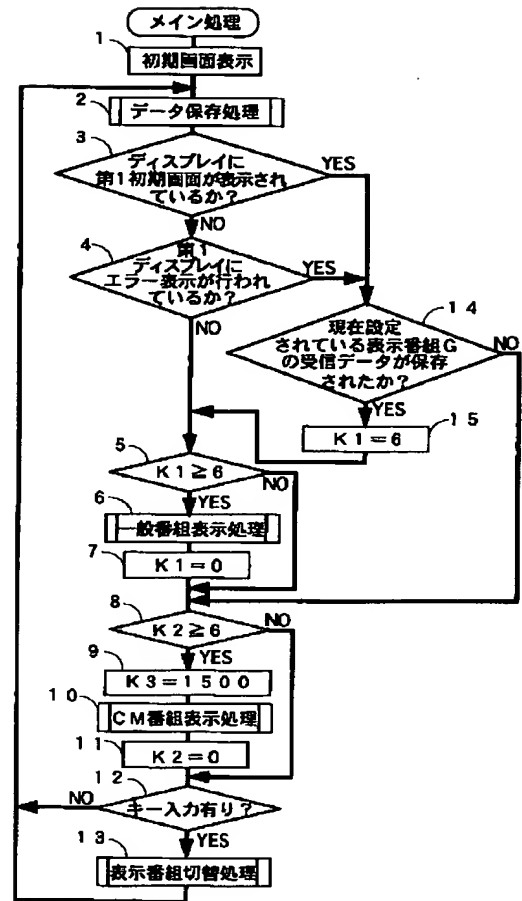 メイン処理
1
初期画面表示
2
データ保存処理
3
ディスプレイに
第1初期画面が表示され
ているか?
YES
NO
4
第1
ディスプレイに
エラー表示が行われ
ているか?
YES
NO
14
現在設定
されている表示番組G
の受信データが保存
されたか?
NO
YES
15
K1=6
5
K1≧6
NO
YES
6
一般番組表示処理
7
K1=0
8
K2≧6
NO
YES
9
K3=1500
10
CM番組表示処理
11
K2=0
12
キー入力有り?
NO
YES
13
表示番組切替処理